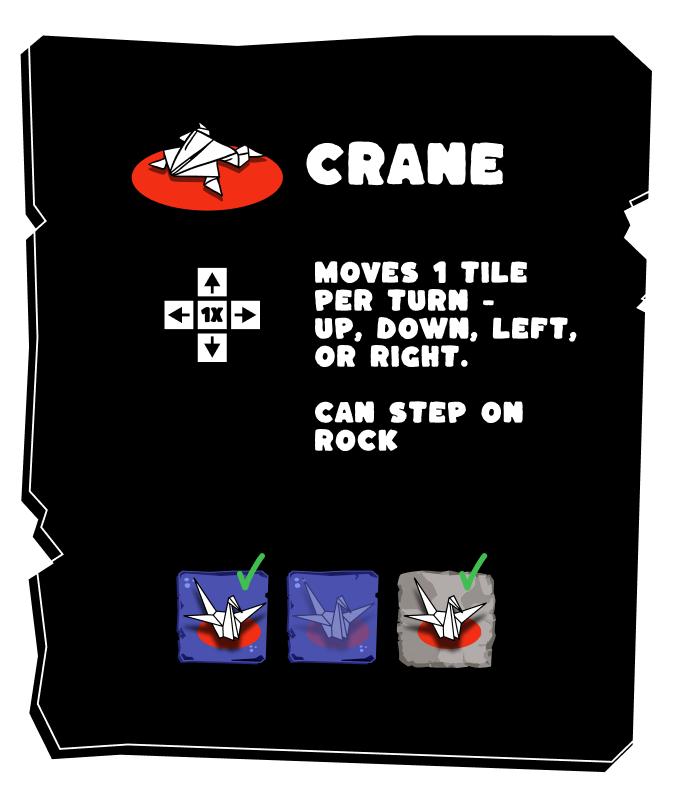 CRANE
1X
MOVES 1 TILE
PER TURN -
UP, DOWN, LEFT,
OR RIGHT.
CAN STEP ON
ROCK